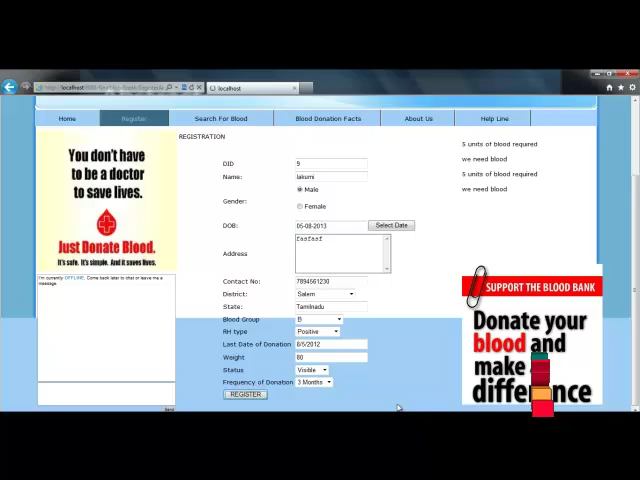 localhost
Home
Register
Search For Blood
Blood Donation Facts
About Us
Help Line
You don't have
to be a doctor
to save lives.
Just Donate Blood.
It's safe. It's simple. And it saves lives.
I'm currently OFFLINE. Come back later to chat or leave me a
message.
Send
REGISTRATION
DID 9
Name: lakumi
Gender: Male
Female
DOB: 05-08-2013 Select Date
Address fasfasf
Contact No: 7894561230
District: Salem
State: Tamilnadu
Blood Group B
RH type Positive
Last Date of Donation 8/5/2012
Weight 80
Status Visible
Frequency of Donation 3 Months
REGISTER
5 units of blood required
we need blood
5 units of blood required
we need blood
SUPPORT THE BLOOD BANK
Donate your
blood and
make
difference